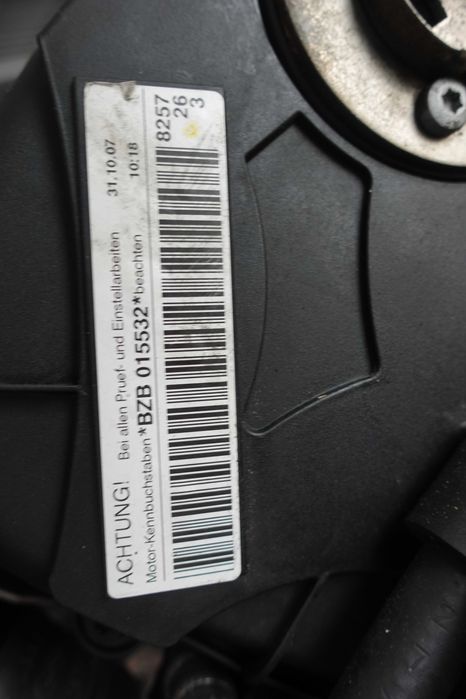 ACHTUNG! Bei allen Pruef- und Einstellarbeiten 31.10.07
Motor-Kennbuchstaben *BZB 015532* beachten 10:18
8257
26
3